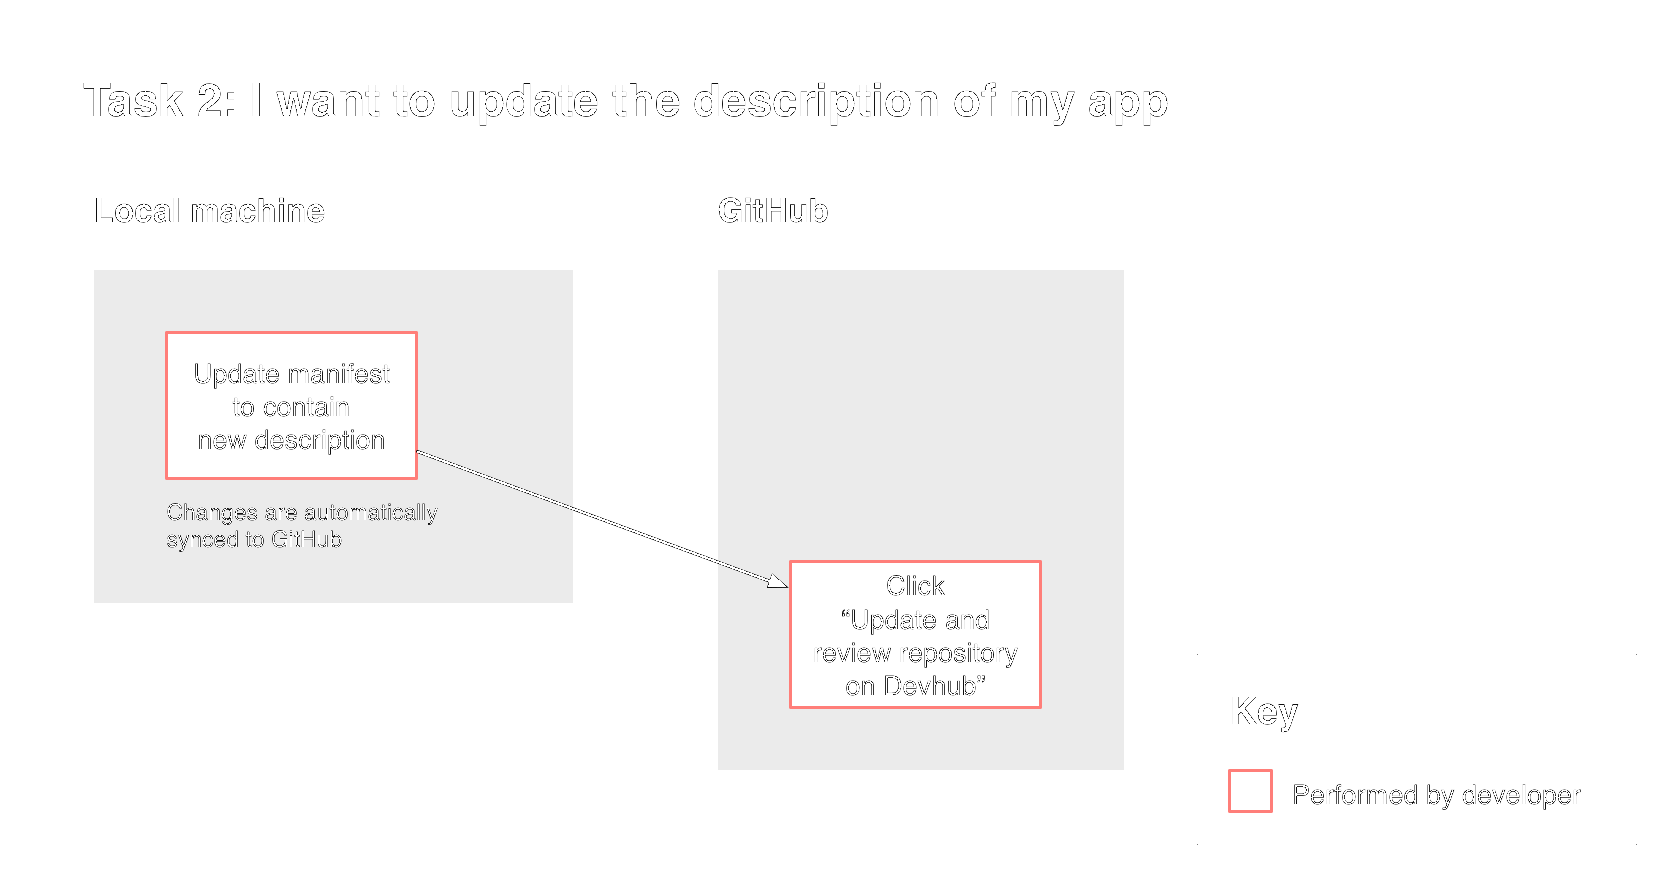 Task 2: I want to update the description of my app
Local machine
GitHub
Update manifest
to contain
new description
Changes are automatically
synced to GitHub
Click
“Update and
review repository
on Devhub”
Key
Performed by developer